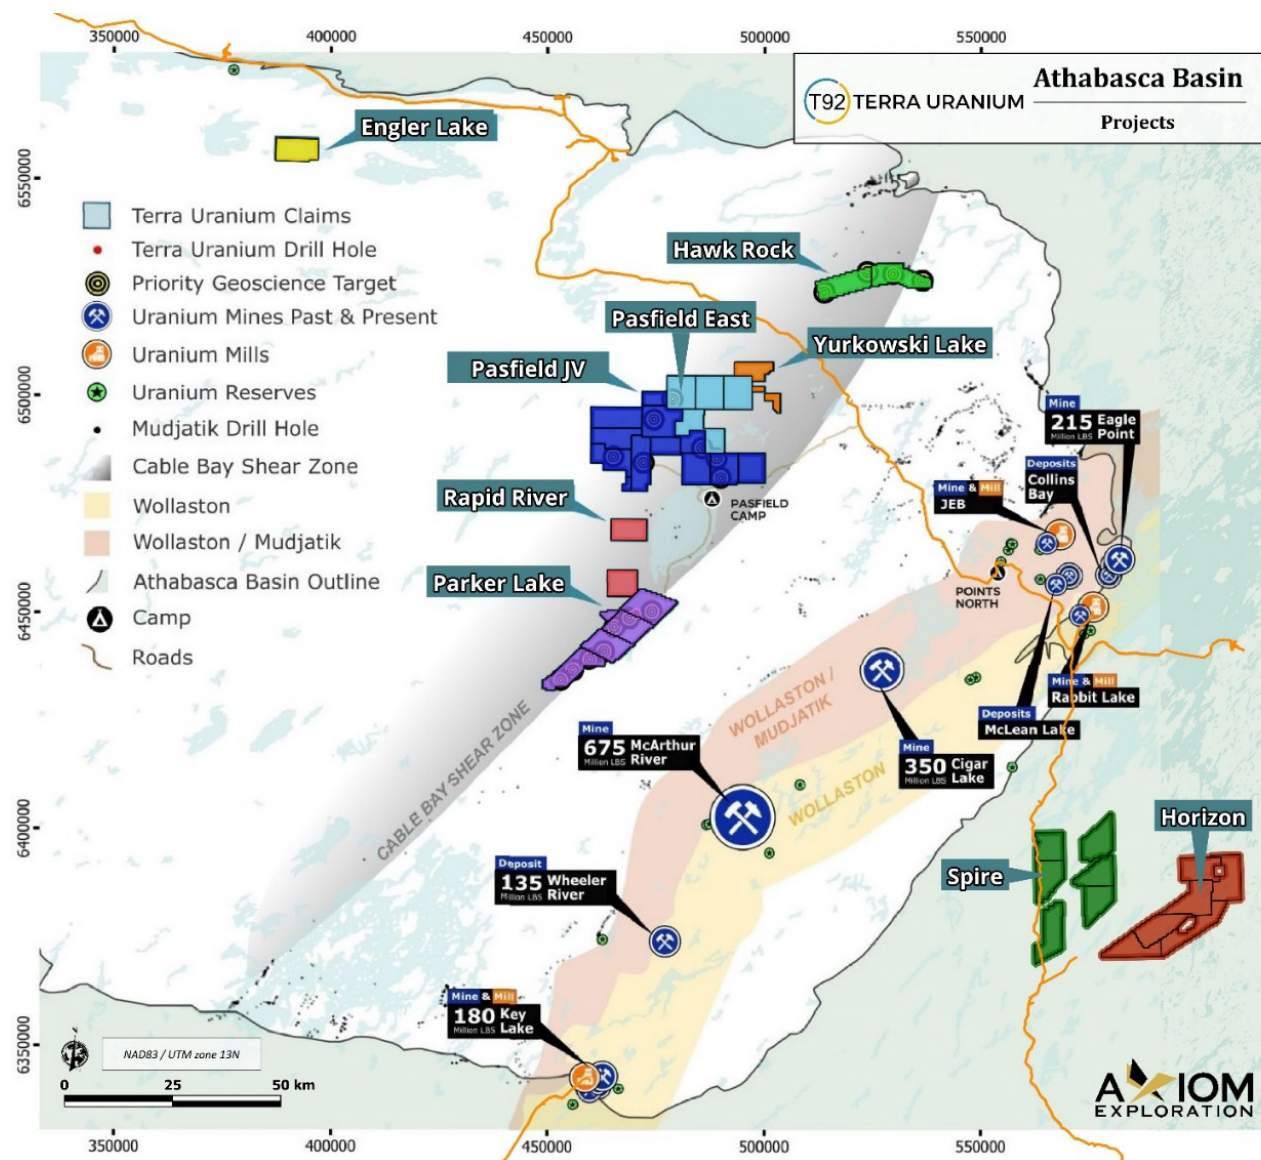 350000
400000
450000
500000
550000
T92 TERRA URANIUM
Athabasca Basin
Projects
Engler Lake
6550000
6500000
6450000
6400000
6350000
Terra Uranium Claims
Terra Uranium Drill Hole
Priority Geoscience Target
Uranium Mines Past & Present
Uranium Mills
Uranium Reserves
Mudjatik Drill Hole
Cable Bay Shear Zone
Wollaston
Wollaston / Mudjatik
Athabasca Basin Outline
Camp
Roads
Hawk Rock
Pasfield East
Yurkowski Lake
Pasfield JV
Rapid River
PASFIELD
CAMP
Parker Lake
Mine
215 Eagle
Million LBS Point
Deposits
Collins
Bay
Mine & Mill
JEB
POINTS
NORTH
Mine & Mill
Rabbit Lake
Deposits
McLean Lake
WOLLASTON /
MUDJATIK
WOLLASTON
CABLE BAY SHEAR ZONE
Mine
675 McArthur
Million LBS River
Mine
350 Cigar
Million LBS Lake
Deposit
135 Wheeler
Million LBS River
Mine & Mill
180 Key
Million LBS Lake
Spire
Horizon
NAD83 / UTM zone 13N
0 25 50 km
AXIOM
EXPLORATION
350000
400000
450000
500000
550000